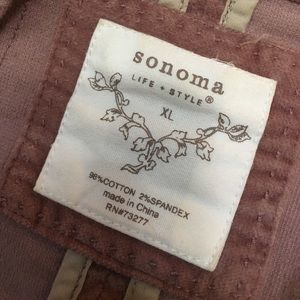 sonoma
LIFE + STYLE®
XL
98%COTTON 2%SPANDEX
made in China
RN#73277